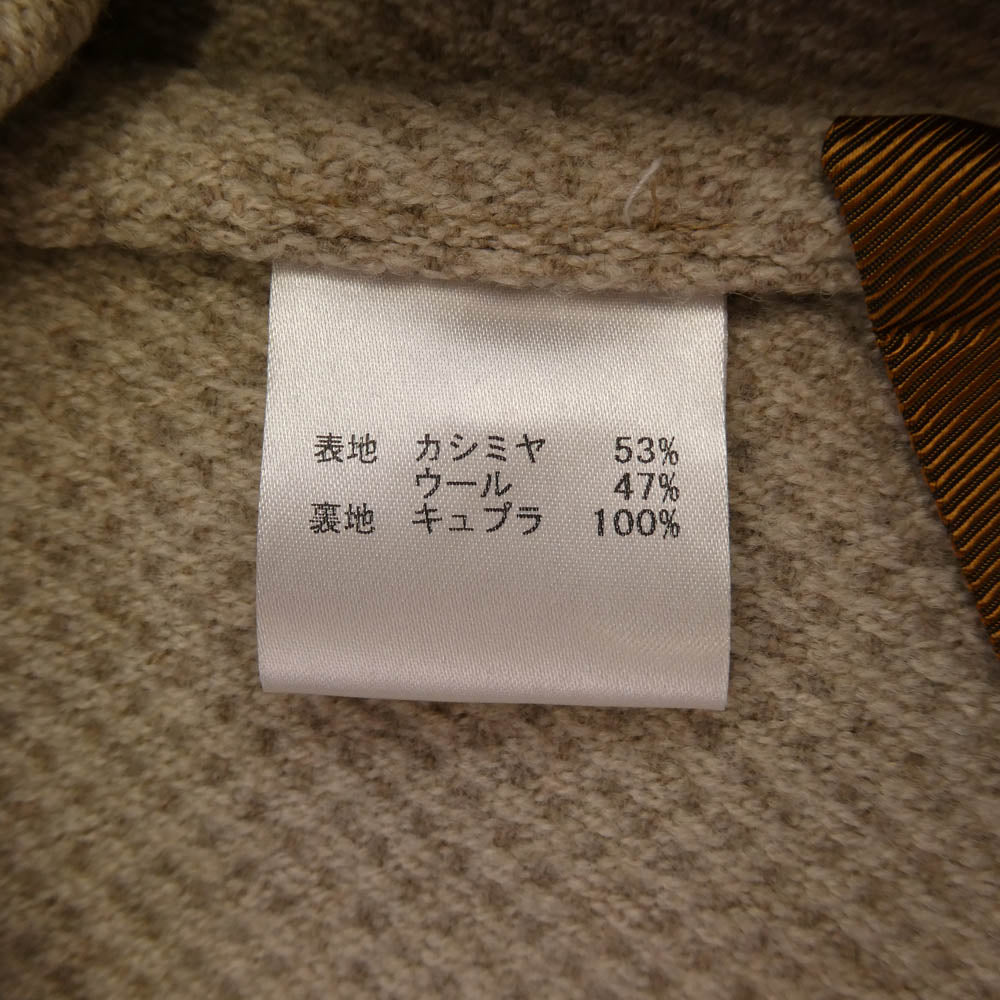 表地 カシミヤ 53%
ウール 47%
裏地 キュプラ 100%